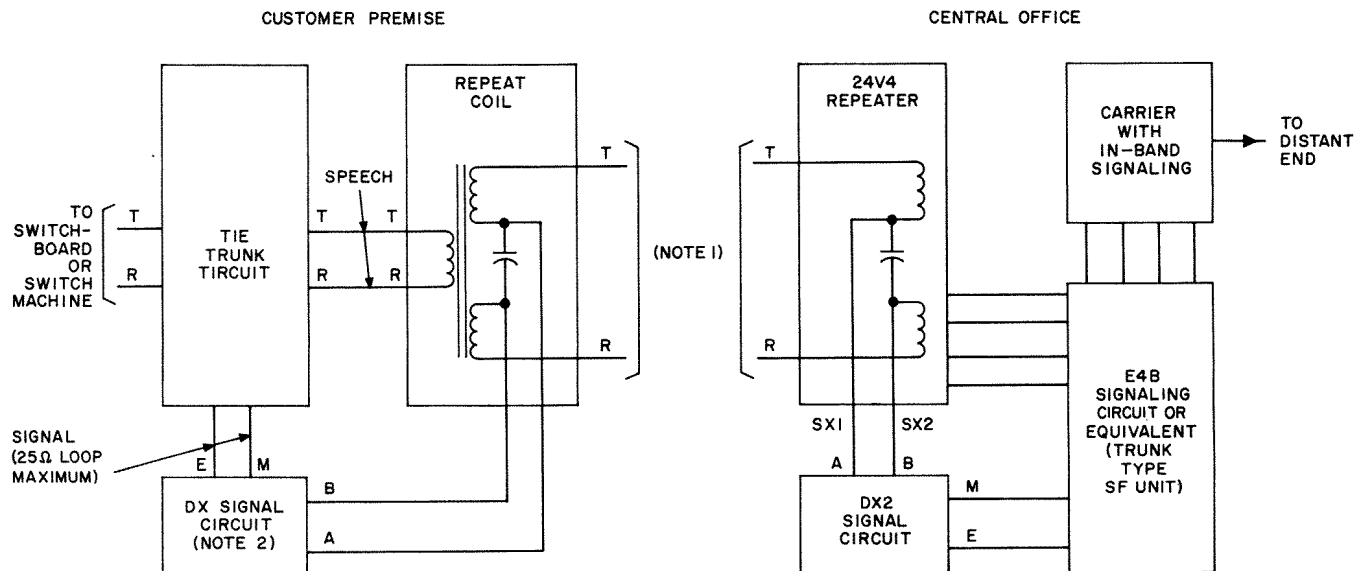 CUSTOMER PREMISE
CENTRAL OFFICE
TO
SWITCH-
BOARD
OR
SWITCH
MACHINE
T
R
TIE
TRUNK
TIRCUIT
SPEECH
T
T
R
R
REPEAT
COIL
T
R
(NOTE 1)
T
R
24V4
REPEATER
SX1
SX2
CARRIER
WITH
IN-BAND
SIGNALING
TO
DISTANT
END
E4B
SIGNALING
CIRCUIT OR
EQUIVALENT
(TRUNK
TYPE
SF UNIT)
SIGNAL
(25Ω LOOP
MAXIMUM)
E
M
DX SIGNAL
CIRCUIT
(NOTE 2)
B
A
A
B
DX2
SIGNAL
CIRCUIT
M
E